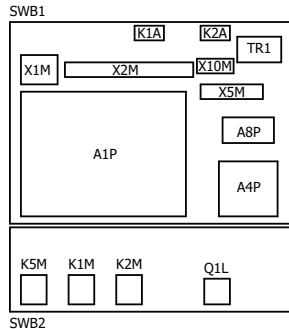 SWB1
K1A K2A
TR1
X1M X2M X10M
X5M
A8P
A1P
A4P
K5M K1M K2M Q1L
SWB2